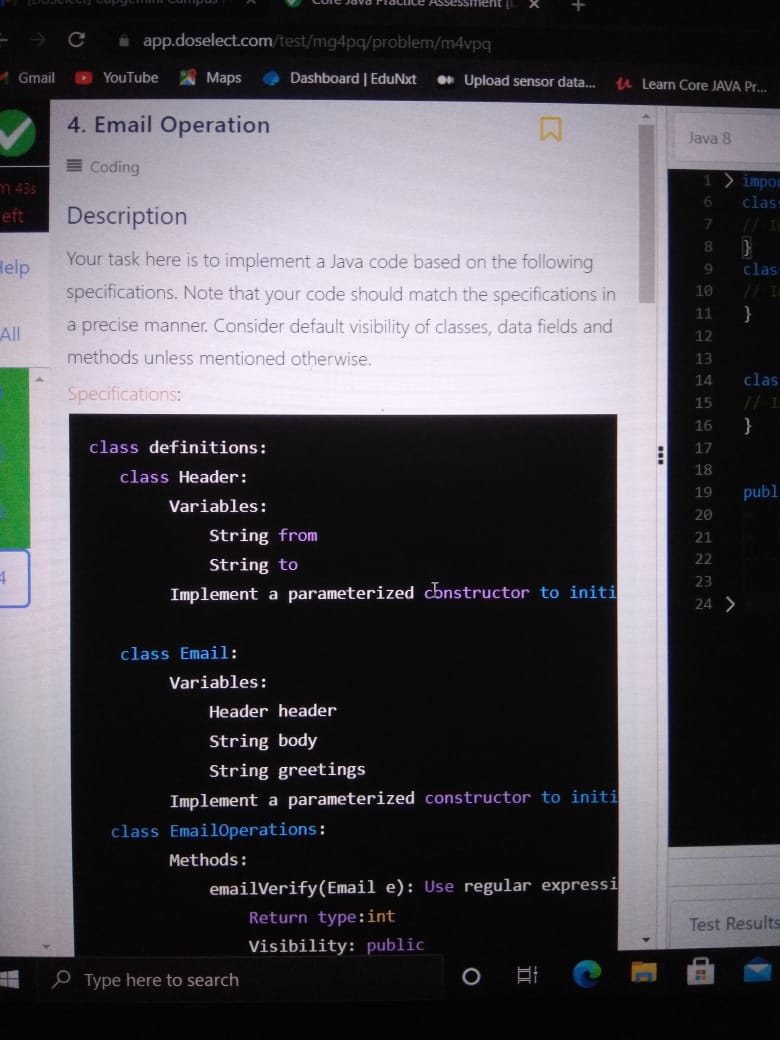 Core Java Practice Assessment (
app.doselect.com/test/mg4pq/problem/m4vpq
Gmail YouTube Maps Dashboard | EduNxt Upload sensor data... Learn Core JAVA Pr...
4. Email Operation
Coding
m 43s
eft
Description
Your task here is to implement a Java code based on the following
specifications. Note that your code should match the specifications in
a precise manner. Consider default visibility of classes, data fields and
methods unless mentioned otherwise.
Specifications:
Help
All
4
class definitions:
class Header:
Variables:
String from
String to
Implement a parameterized constructor to initi
class Email:
Variables:
Header header
String body
String greetings
Implement a parameterized constructor to initi
class EmailOperations:
Methods:
emailVerify(Email e): Use regular expressi
Return type:int
Visibility: public
Java 8
1 > impo
6 clas
7 // I
8 }
9 clas
10 // I
11 }
12
13
14 clas
15 // I
16 }
17
18
19 publ
20
21
22
23
24 >
Test Results
Type here to search